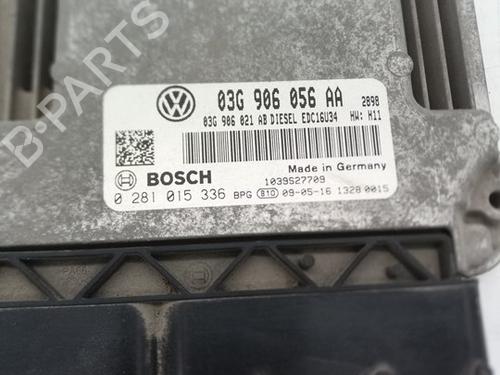 03G 906 056 AA 2898
03G 906 021 AB DIESEL EDC16U34 HW: H11
BOSCH
Made in Germany
1039S27709
0 281 015 336 BPG 810 09-05-16 1328 0015
B-PARTS